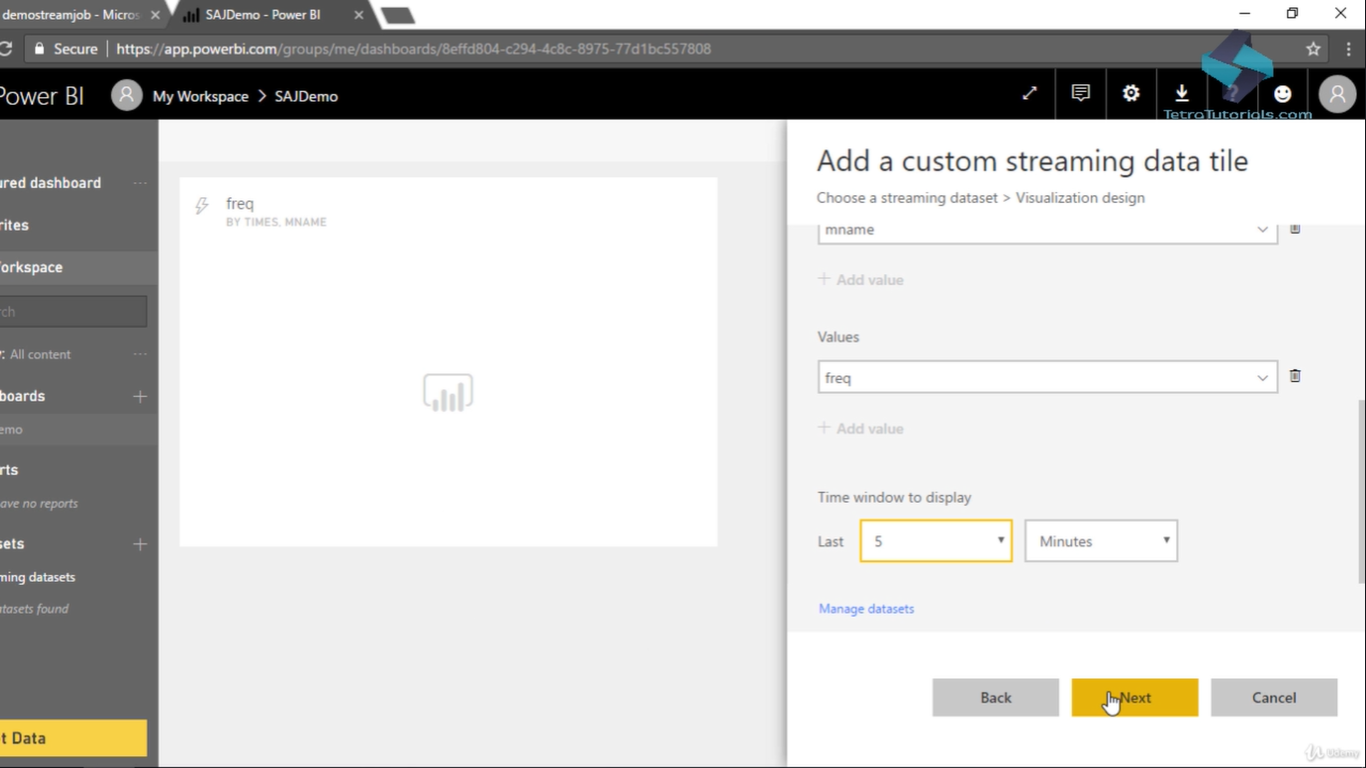 demostreamjob - Micros
SAJDemo - Power BI
Secure https://app.powerbi.com/groups/me/dashboards/8effd804-c294-4c8c-8975-77d1bc557808
Power BI My Workspace > SAJDemo
TetraTutorials.com
Add a custom streaming data tile
Choose a streaming dataset > Visualization design
ured dashboard
rites
orkspace
rch
: All content
boards
emo
rts
ave no reports
sets
ming datasets
atasets found
t Data
freq
BY TIMES, MNAME
mname
+ Add value
Values
freq
+ Add value
Time window to display
Last 5 Minutes
Manage datasets
Back Next Cancel
Udemy